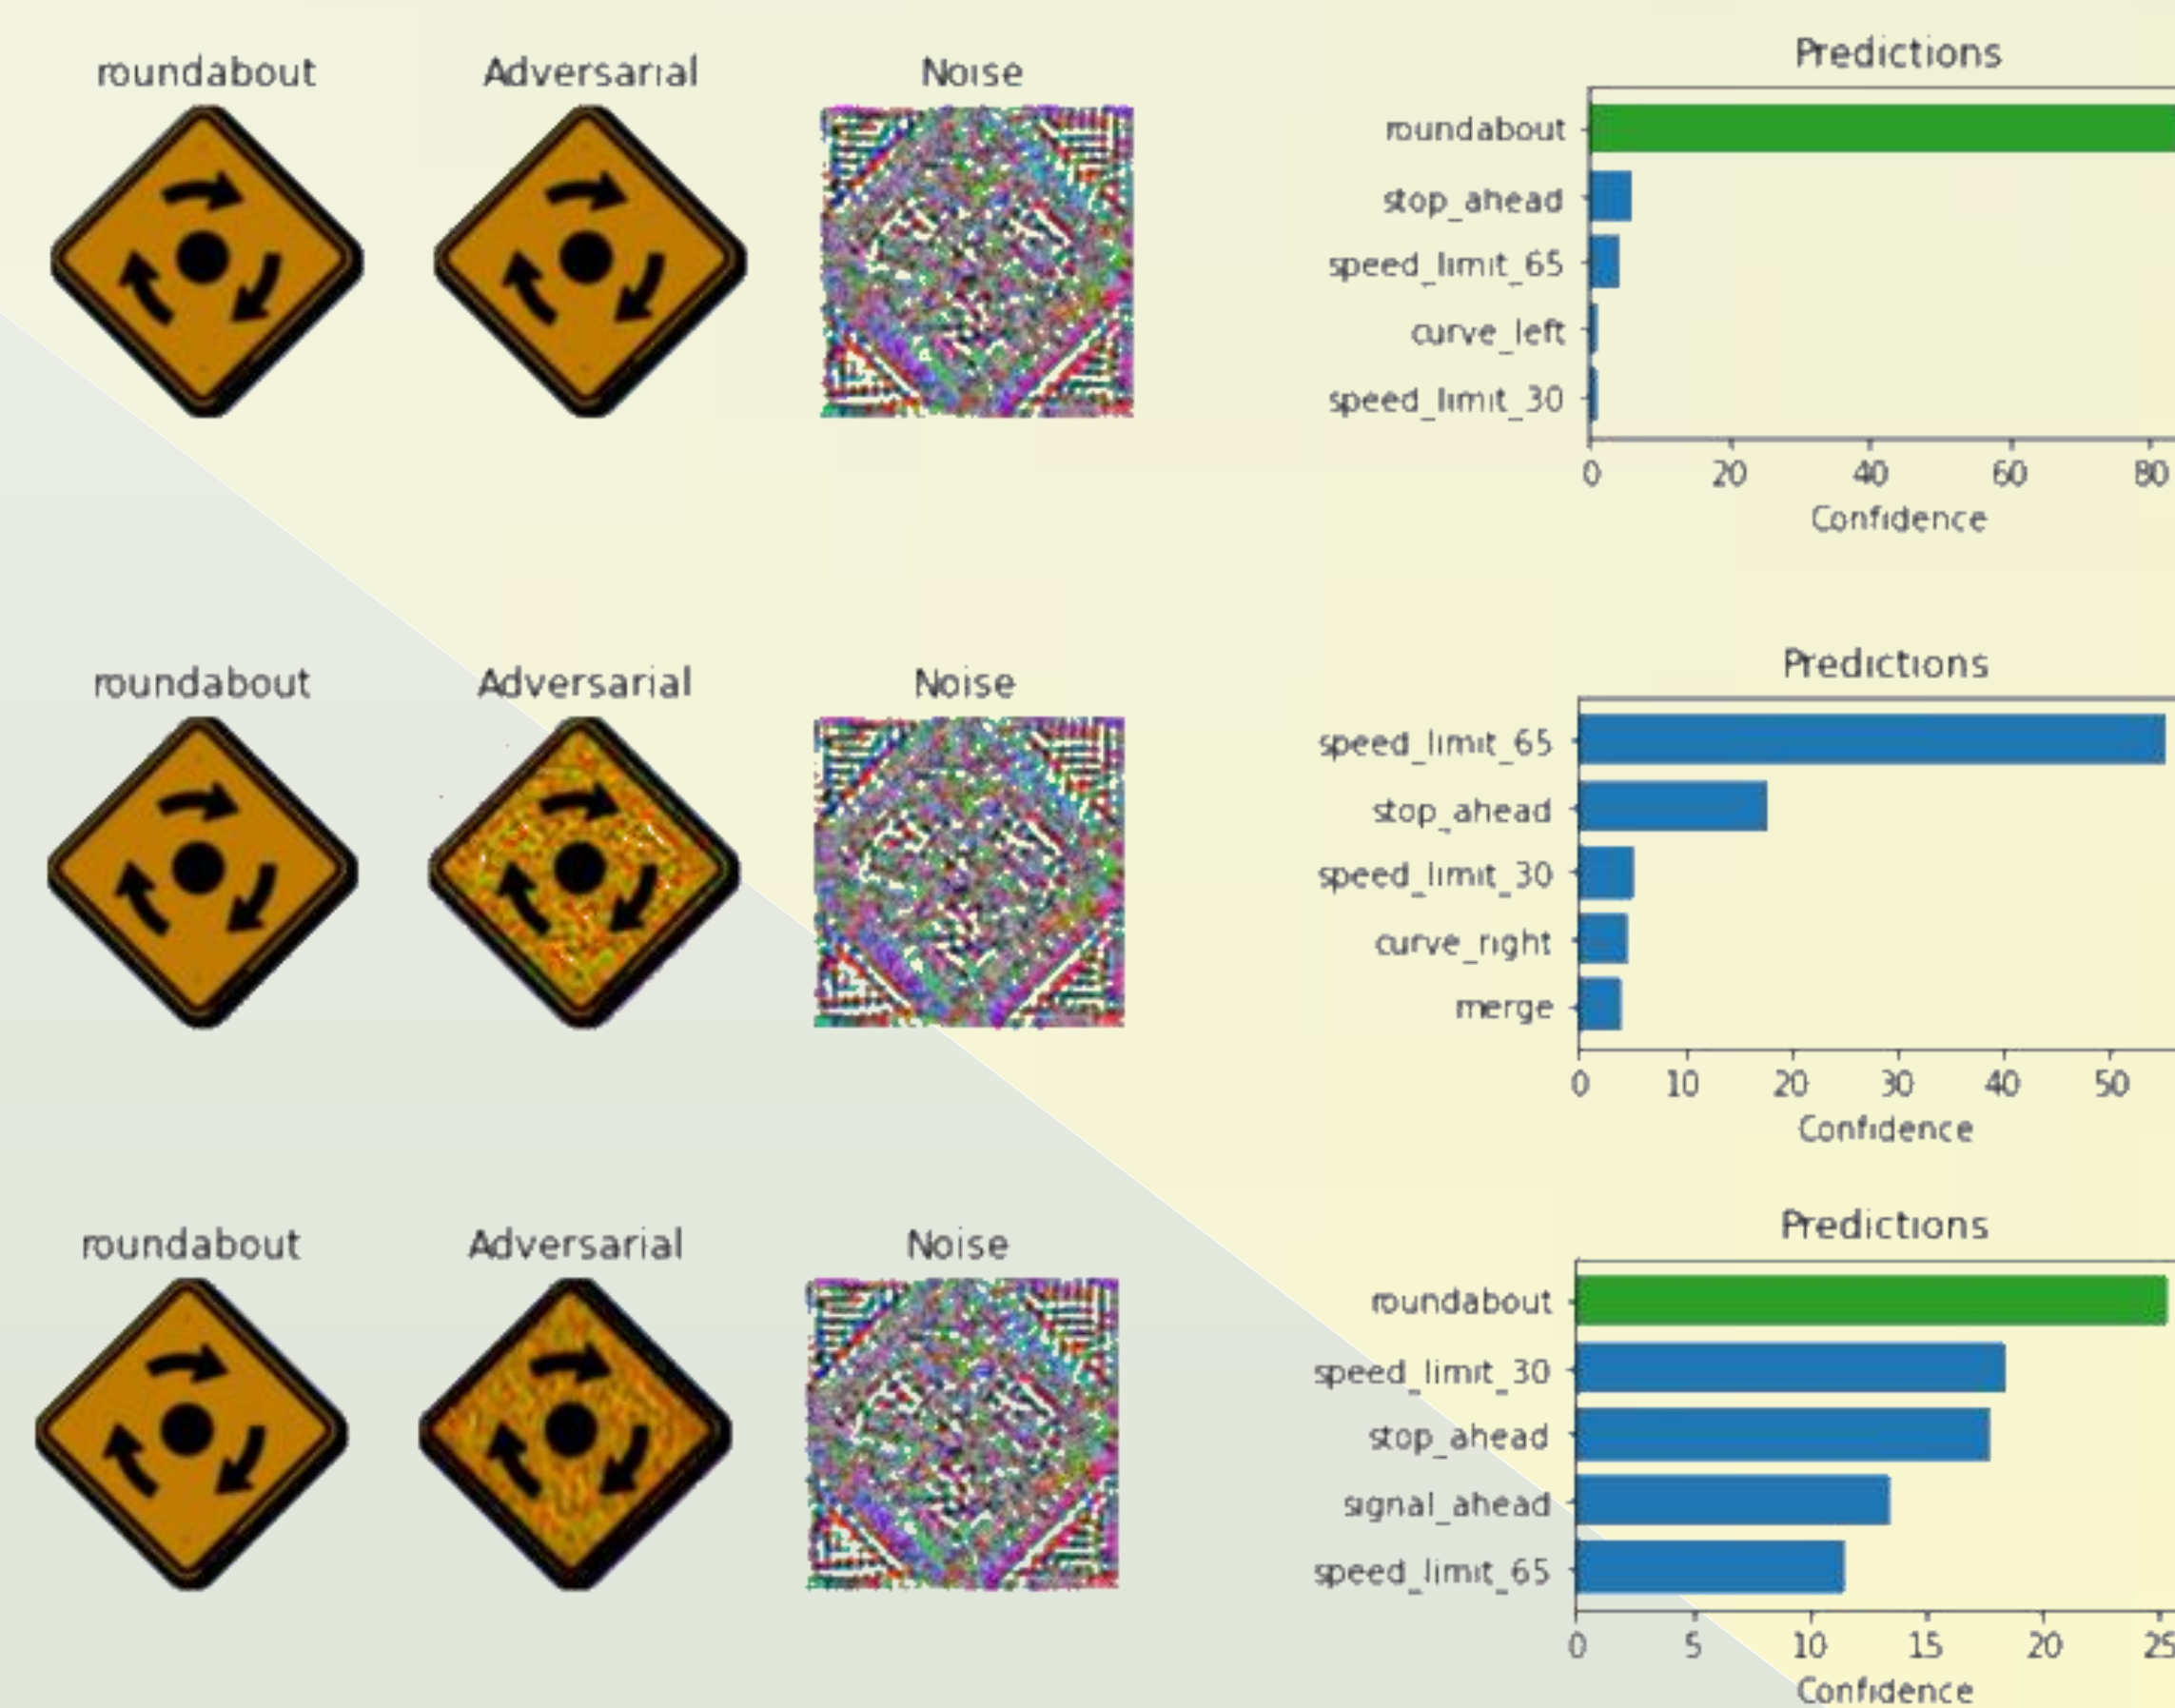 roundabout Adversarial Noise Predictions
roundabout
stop_ahead
speed_limit_65
curve_left
speed_limit_30
0 20 40 60 80
Confidence
roundabout Adversarial Noise Predictions
speed_limit_65
stop_ahead
speed_limit_30
curve_right
merge
0 10 20 30 40 50
Confidence
roundabout Adversarial Noise Predictions
roundabout
speed_limit_30
stop_ahead
signal_ahead
speed_limit_65
0 5 10 15 20 25
Confidence